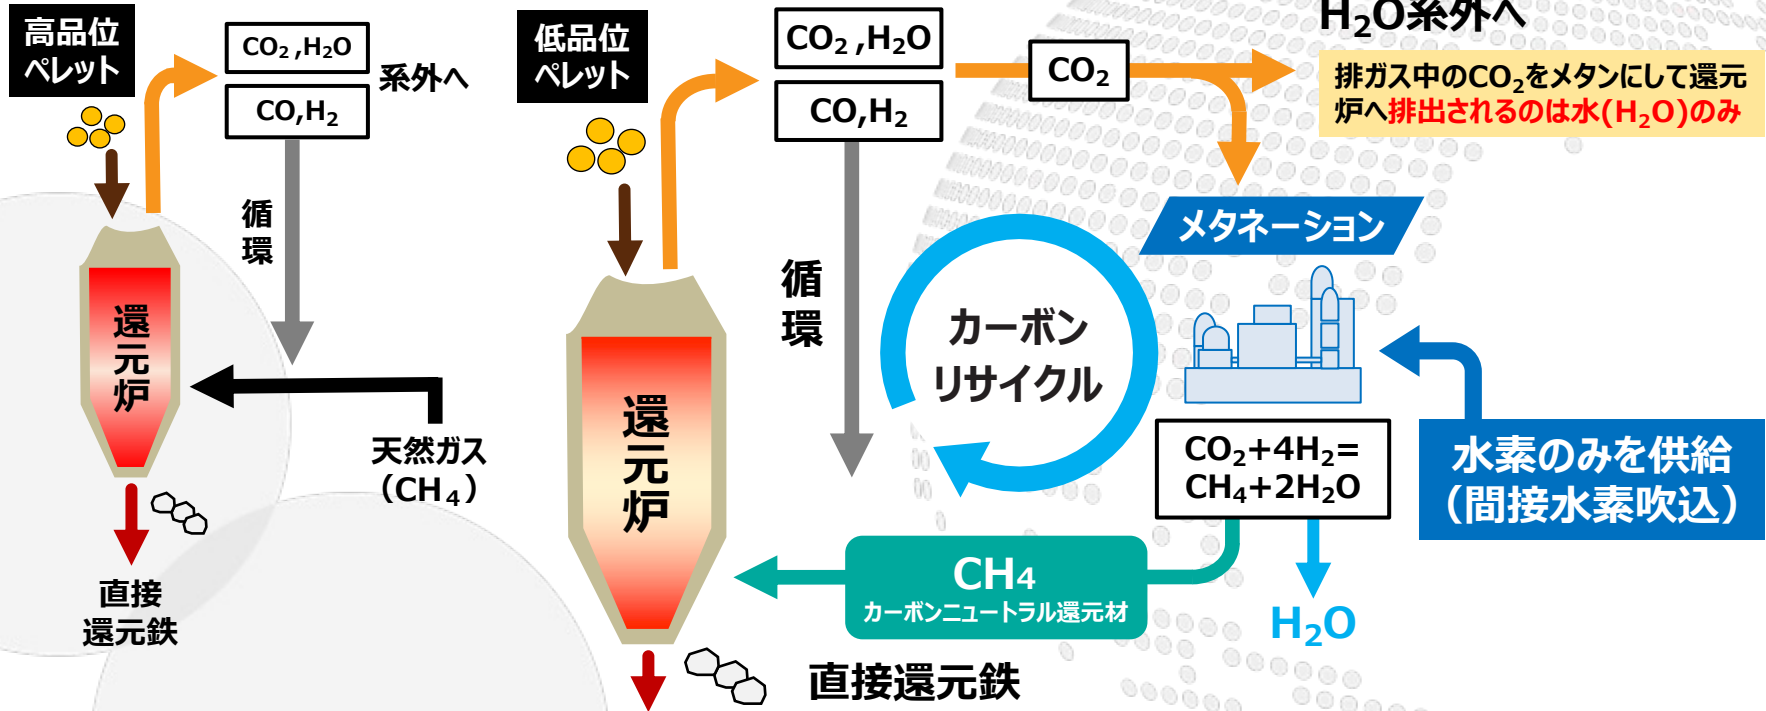 高品位
ペレット
CO₂ ,H₂O
CO,H₂
系外へ
循
環
還
元
炉
天然ガス
（CH₄）
直接
還元鉄
低品位
ペレット
CO₂ ,H₂O
CO,H₂
CO₂
H₂O系外へ
排ガス中のCO₂をメタンにして還元
炉へ排出されるのは水(H₂O)のみ
循
環
メタネーション
カーボン
リサイクル
還
元
炉
CO₂+4H₂=
CH₄+2H₂O
水素のみを供給
（間接水素吹込）
CH4
カーボンニュートラル還元材
H₂O
直接還元鉄